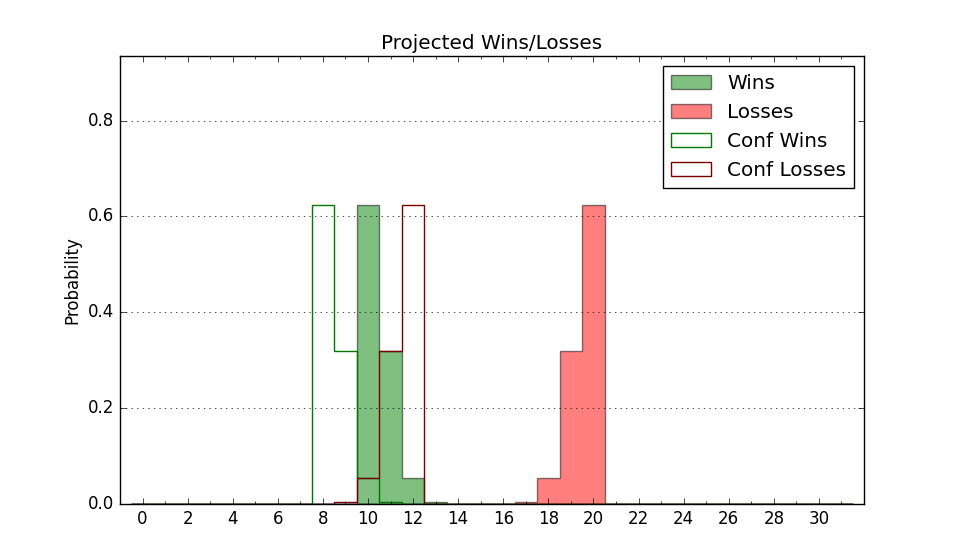 Projected Wins/Losses
Wins
Losses
Conf Wins
Conf Losses
Probability
0.8
0.6
0.4
0.2
0.0
0 2 4 6 8 10 12 14 16 18 20 22 24 26 28 30